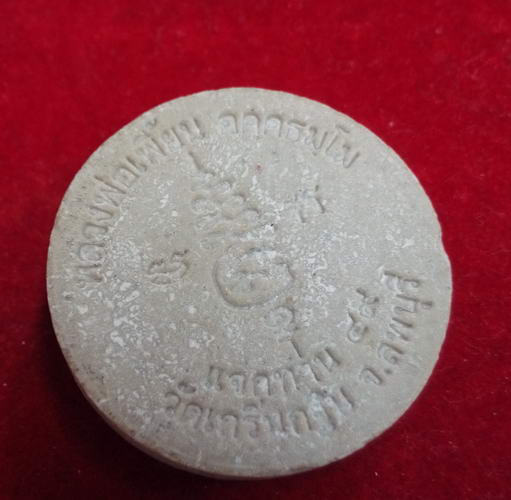 หลวงพ่อเพี้ยน อคฺคธมฺโม
แจกทาน ๕๙
วัดเกริ่นกฐิน จ.ลพบุรี